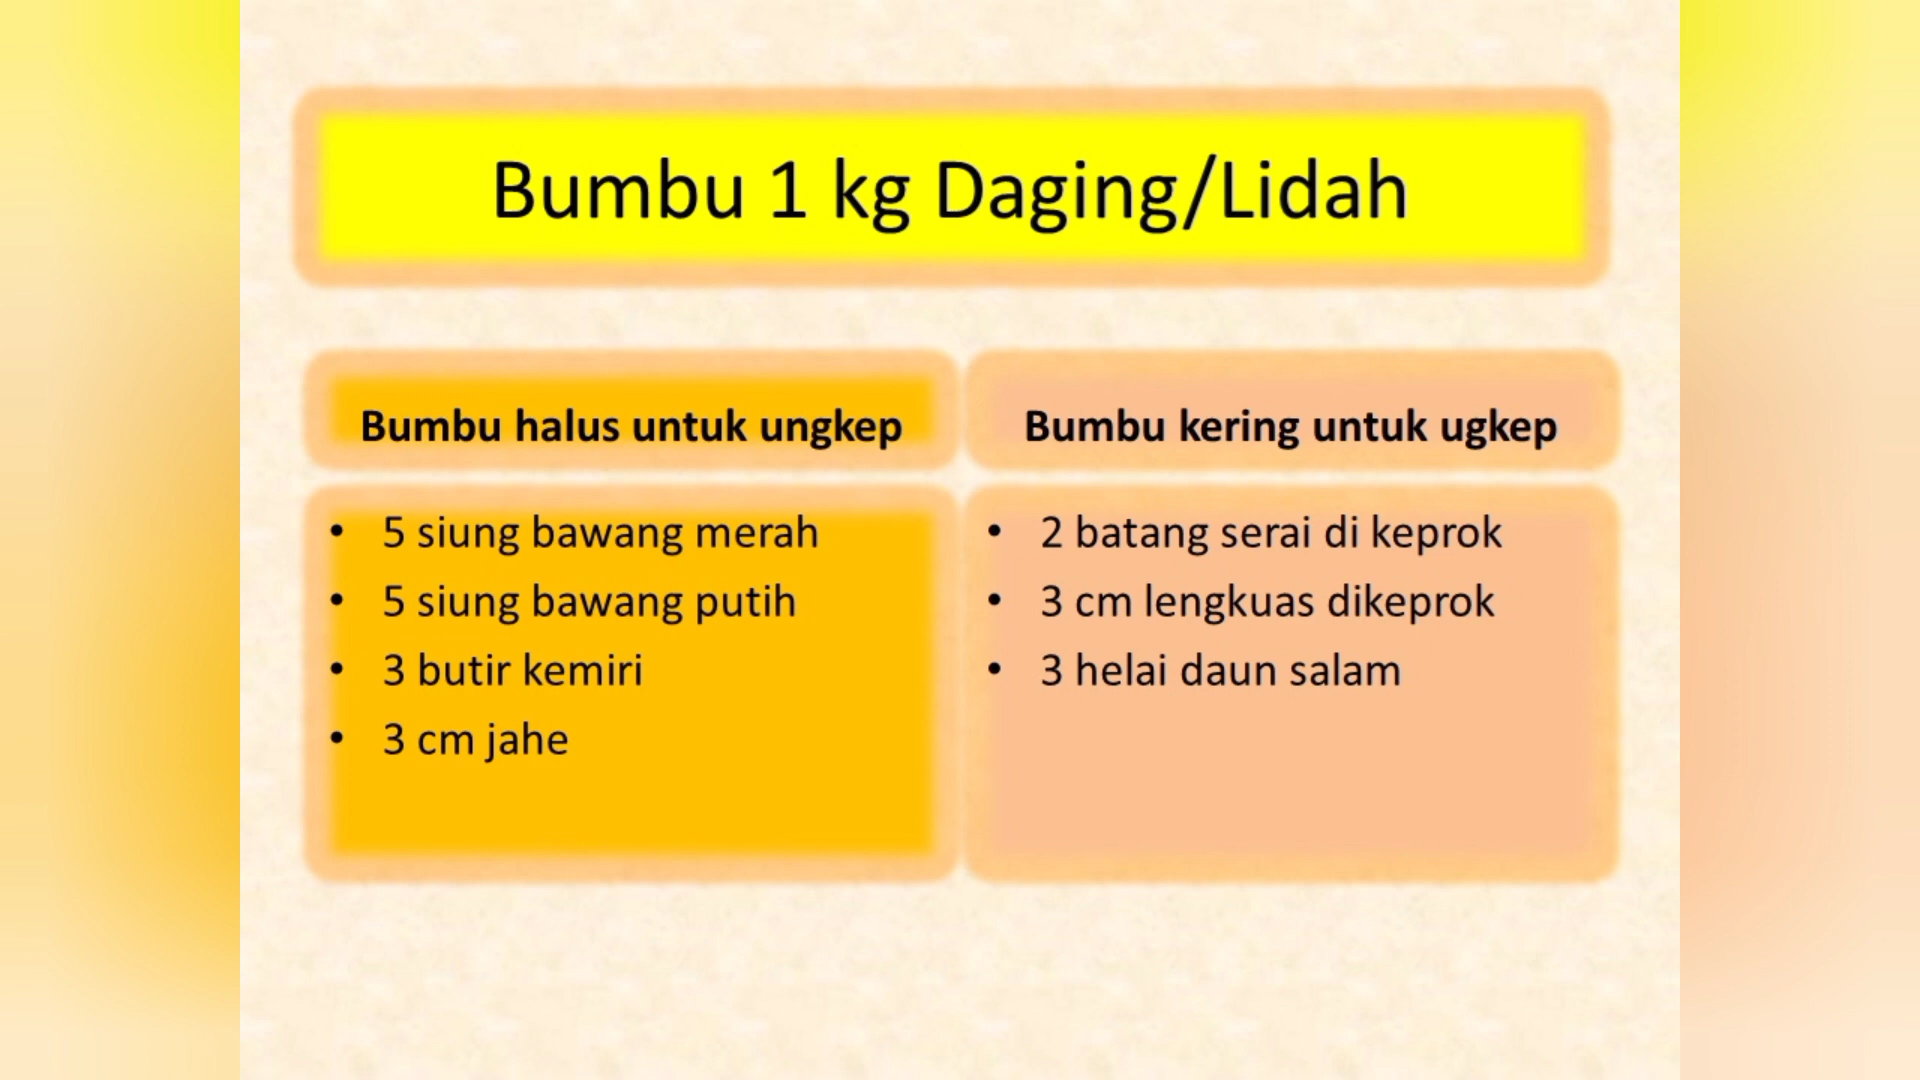 Bumbu 1 kg Daging/Lidah
Bumbu halus untuk ungkep
• 5 siung bawang merah
• 5 siung bawang putih
• 3 butir kemiri
• 3 cm jahe
Bumbu kering untuk ugkep
• 2 batang serai di keprok
• 3 cm lengkuas dikeprok
• 3 helai daun salam